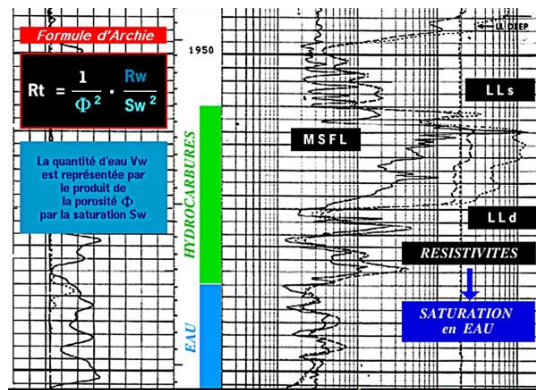 Formule d'Archie
Rt = 1 / Φ² · Rw / Sw²
La quantité d'eau Vw
est représentée par
le produit de
la porosité Φ
par la saturation Sw
1950
HYDROCARBURES
EAU
LL DEEP
LLs
MSFL
LLd
RESISTIVITES
SATURATION
en EAU